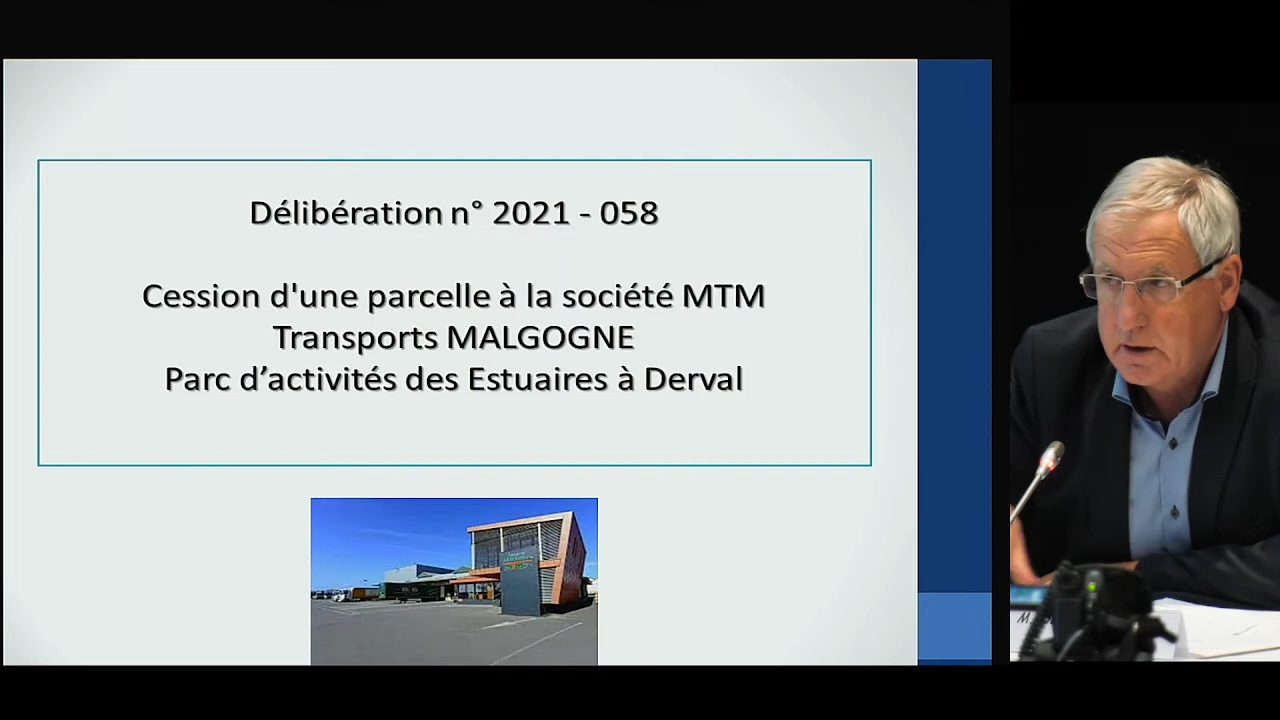 Délibération n° 2021 - 058
Cession d'une parcelle à la société MTM
Transports MALGOGNE
Parc d’activités des Estuaires à Derval